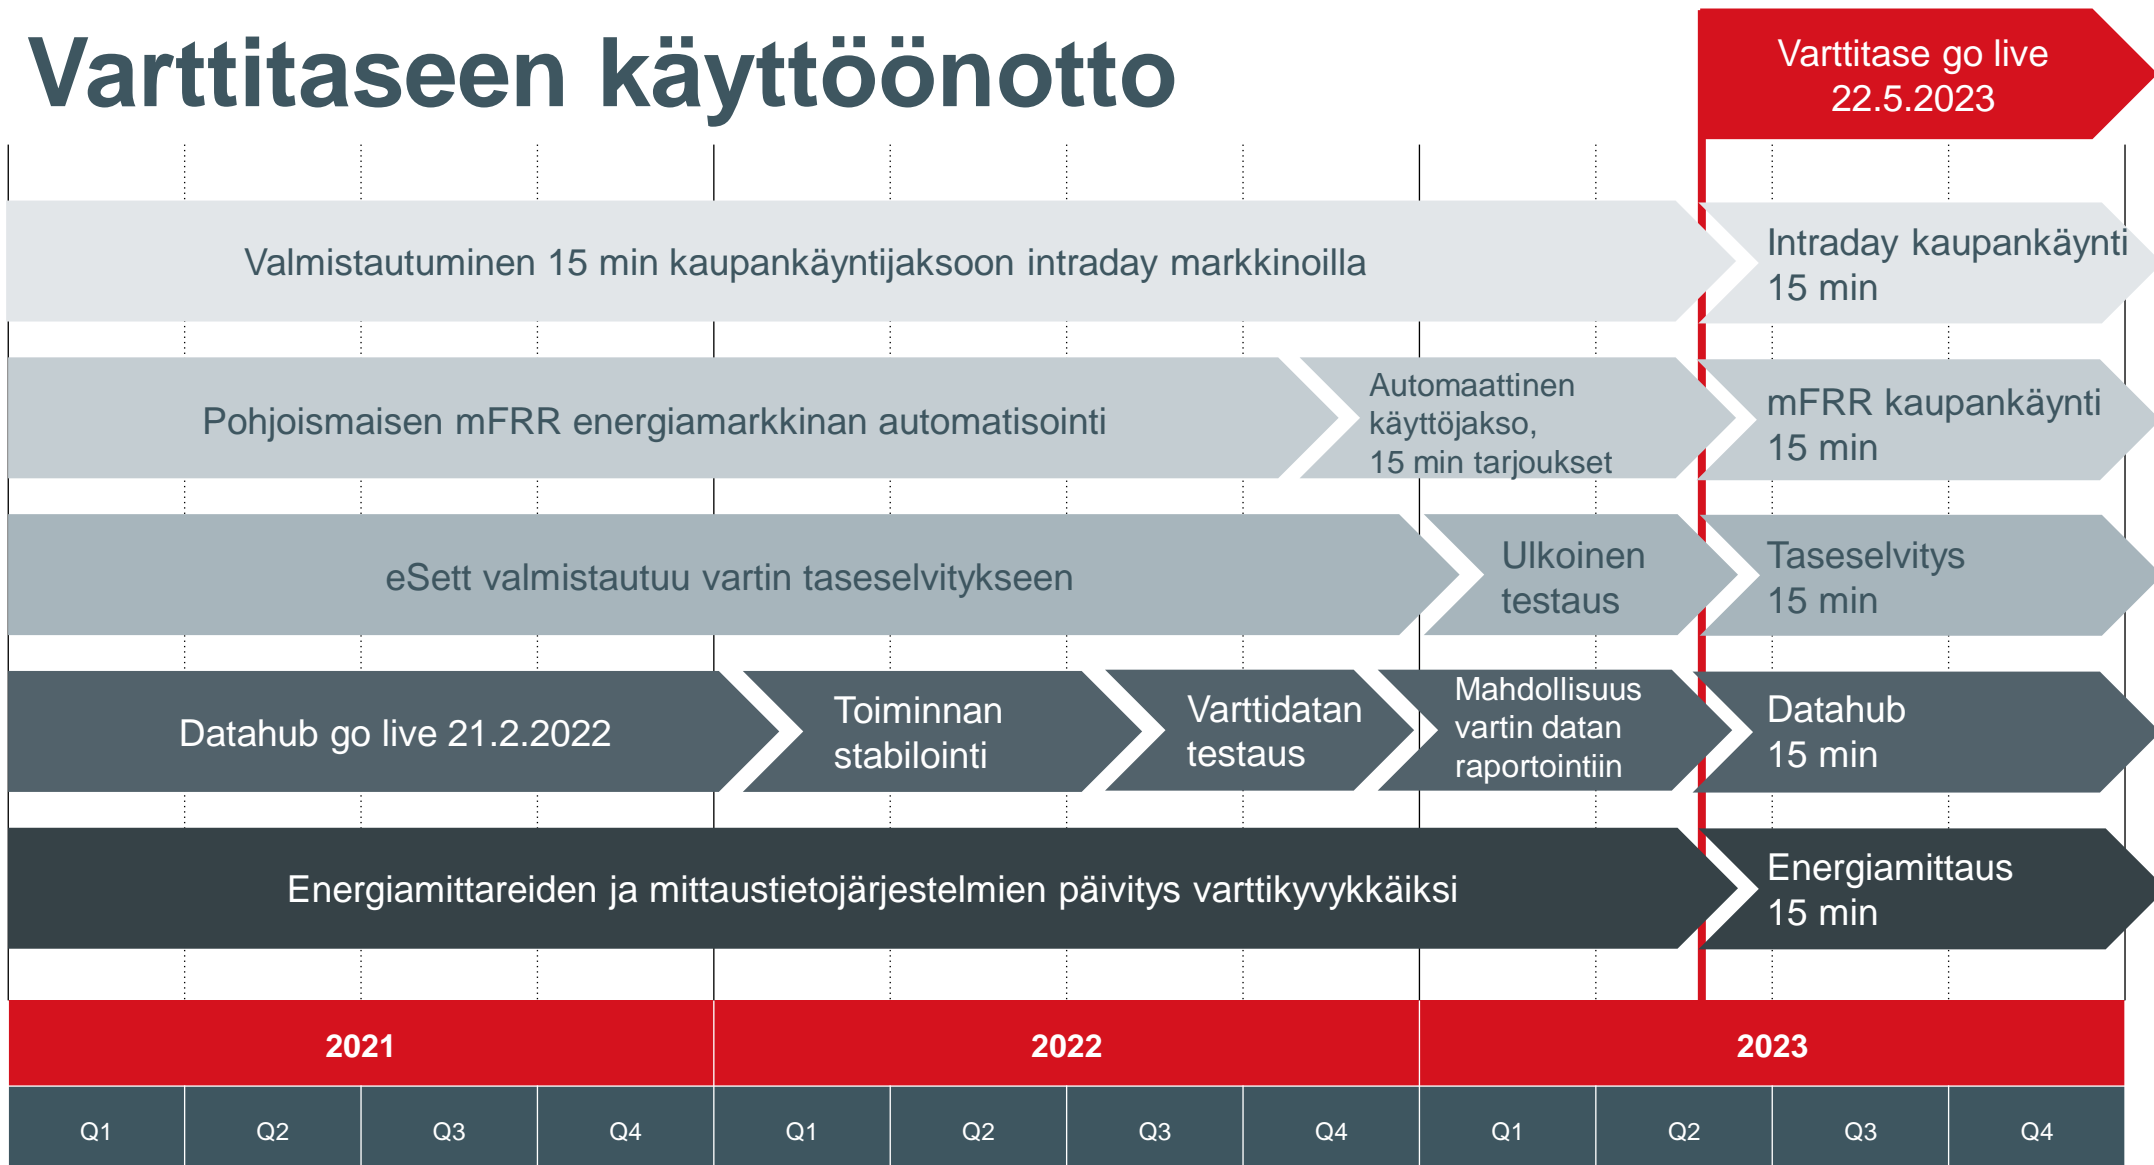 Varttitaseen käyttöönotto
Varttitase go live
22.5.2023
Valmistautuminen 15 min kaupankäyntijaksoon intraday markkinoilla
Intraday kaupankäynti
15 min
Pohjoismaisen mFRR energiamarkkinan automatisointi
Automaattinen
käyttöjakso,
15 min tarjoukset
mFRR kaupankäynti
15 min
eSett valmistautuu vartin taseselvitykseen
Ulkoinen
testaus
Taseselvitys
15 min
Datahub go live 21.2.2022
Toiminnan
stabilointi
Varttidatan
testaus
Mahdollisuus
vartin datan
raportointiin
Datahub
15 min
Energiamittareiden ja mittaustietojärjestelmien päivitys varttikyvykkäiksi
Energiamittaus
15 min
2021 2022 2023
Q1 Q2 Q3 Q4 Q1 Q2 Q3 Q4 Q1 Q2 Q3 Q4